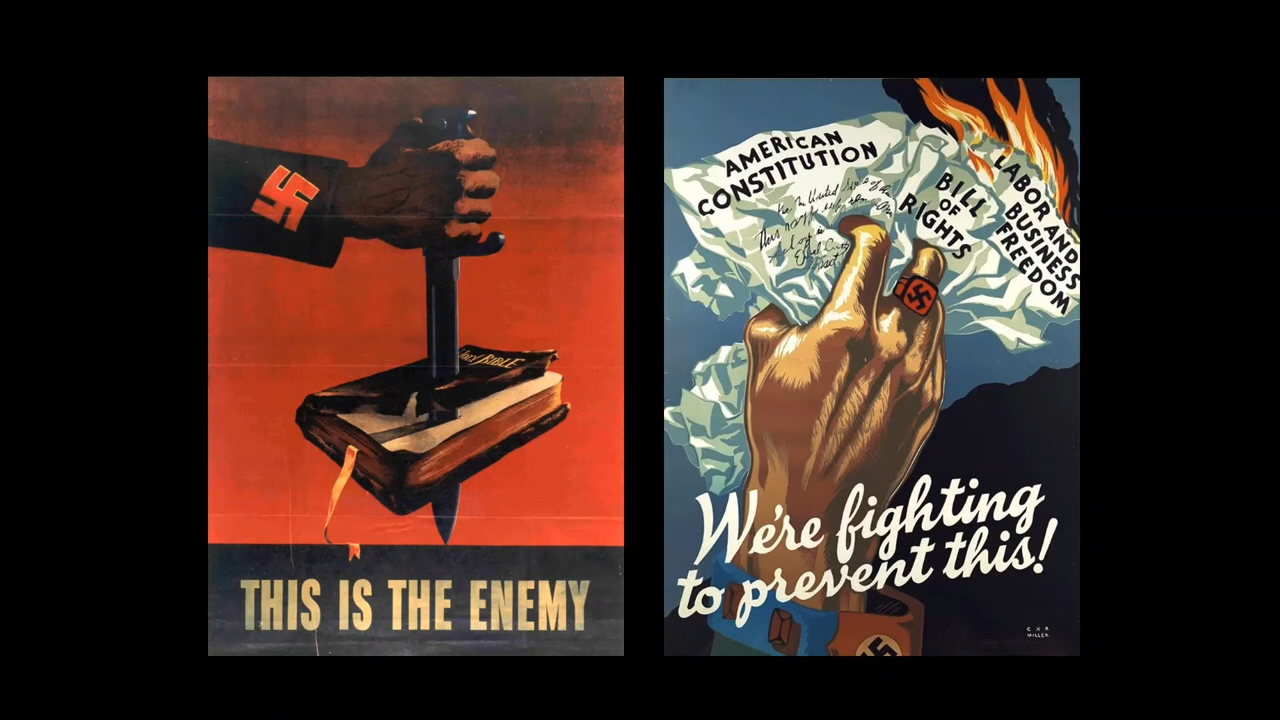 HOLY BIBLE
THIS IS THE ENEMY
AMERICAN
CONSTITUTION
BILL
OF
RIGHTS
LABOR AND
BUSINESS
FREEDOM
We're fighting
to prevent this!
C X R
MILLER